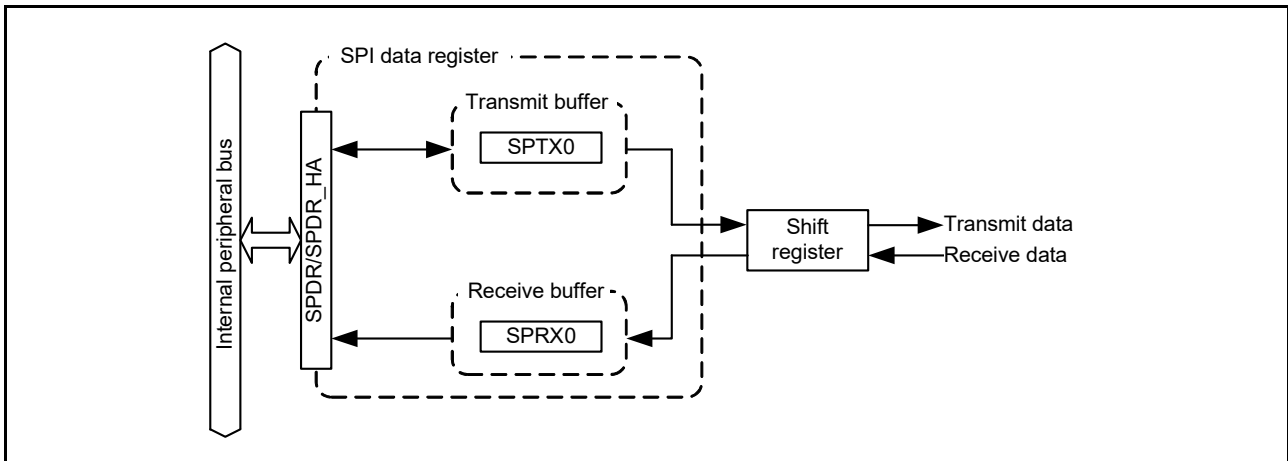 SPI data register
Transmit buffer
SPTX0
Internal peripheral bus
SPDR/SPDR_HA
Shift
register
Transmit data
Receive data
Receive buffer
SPRX0